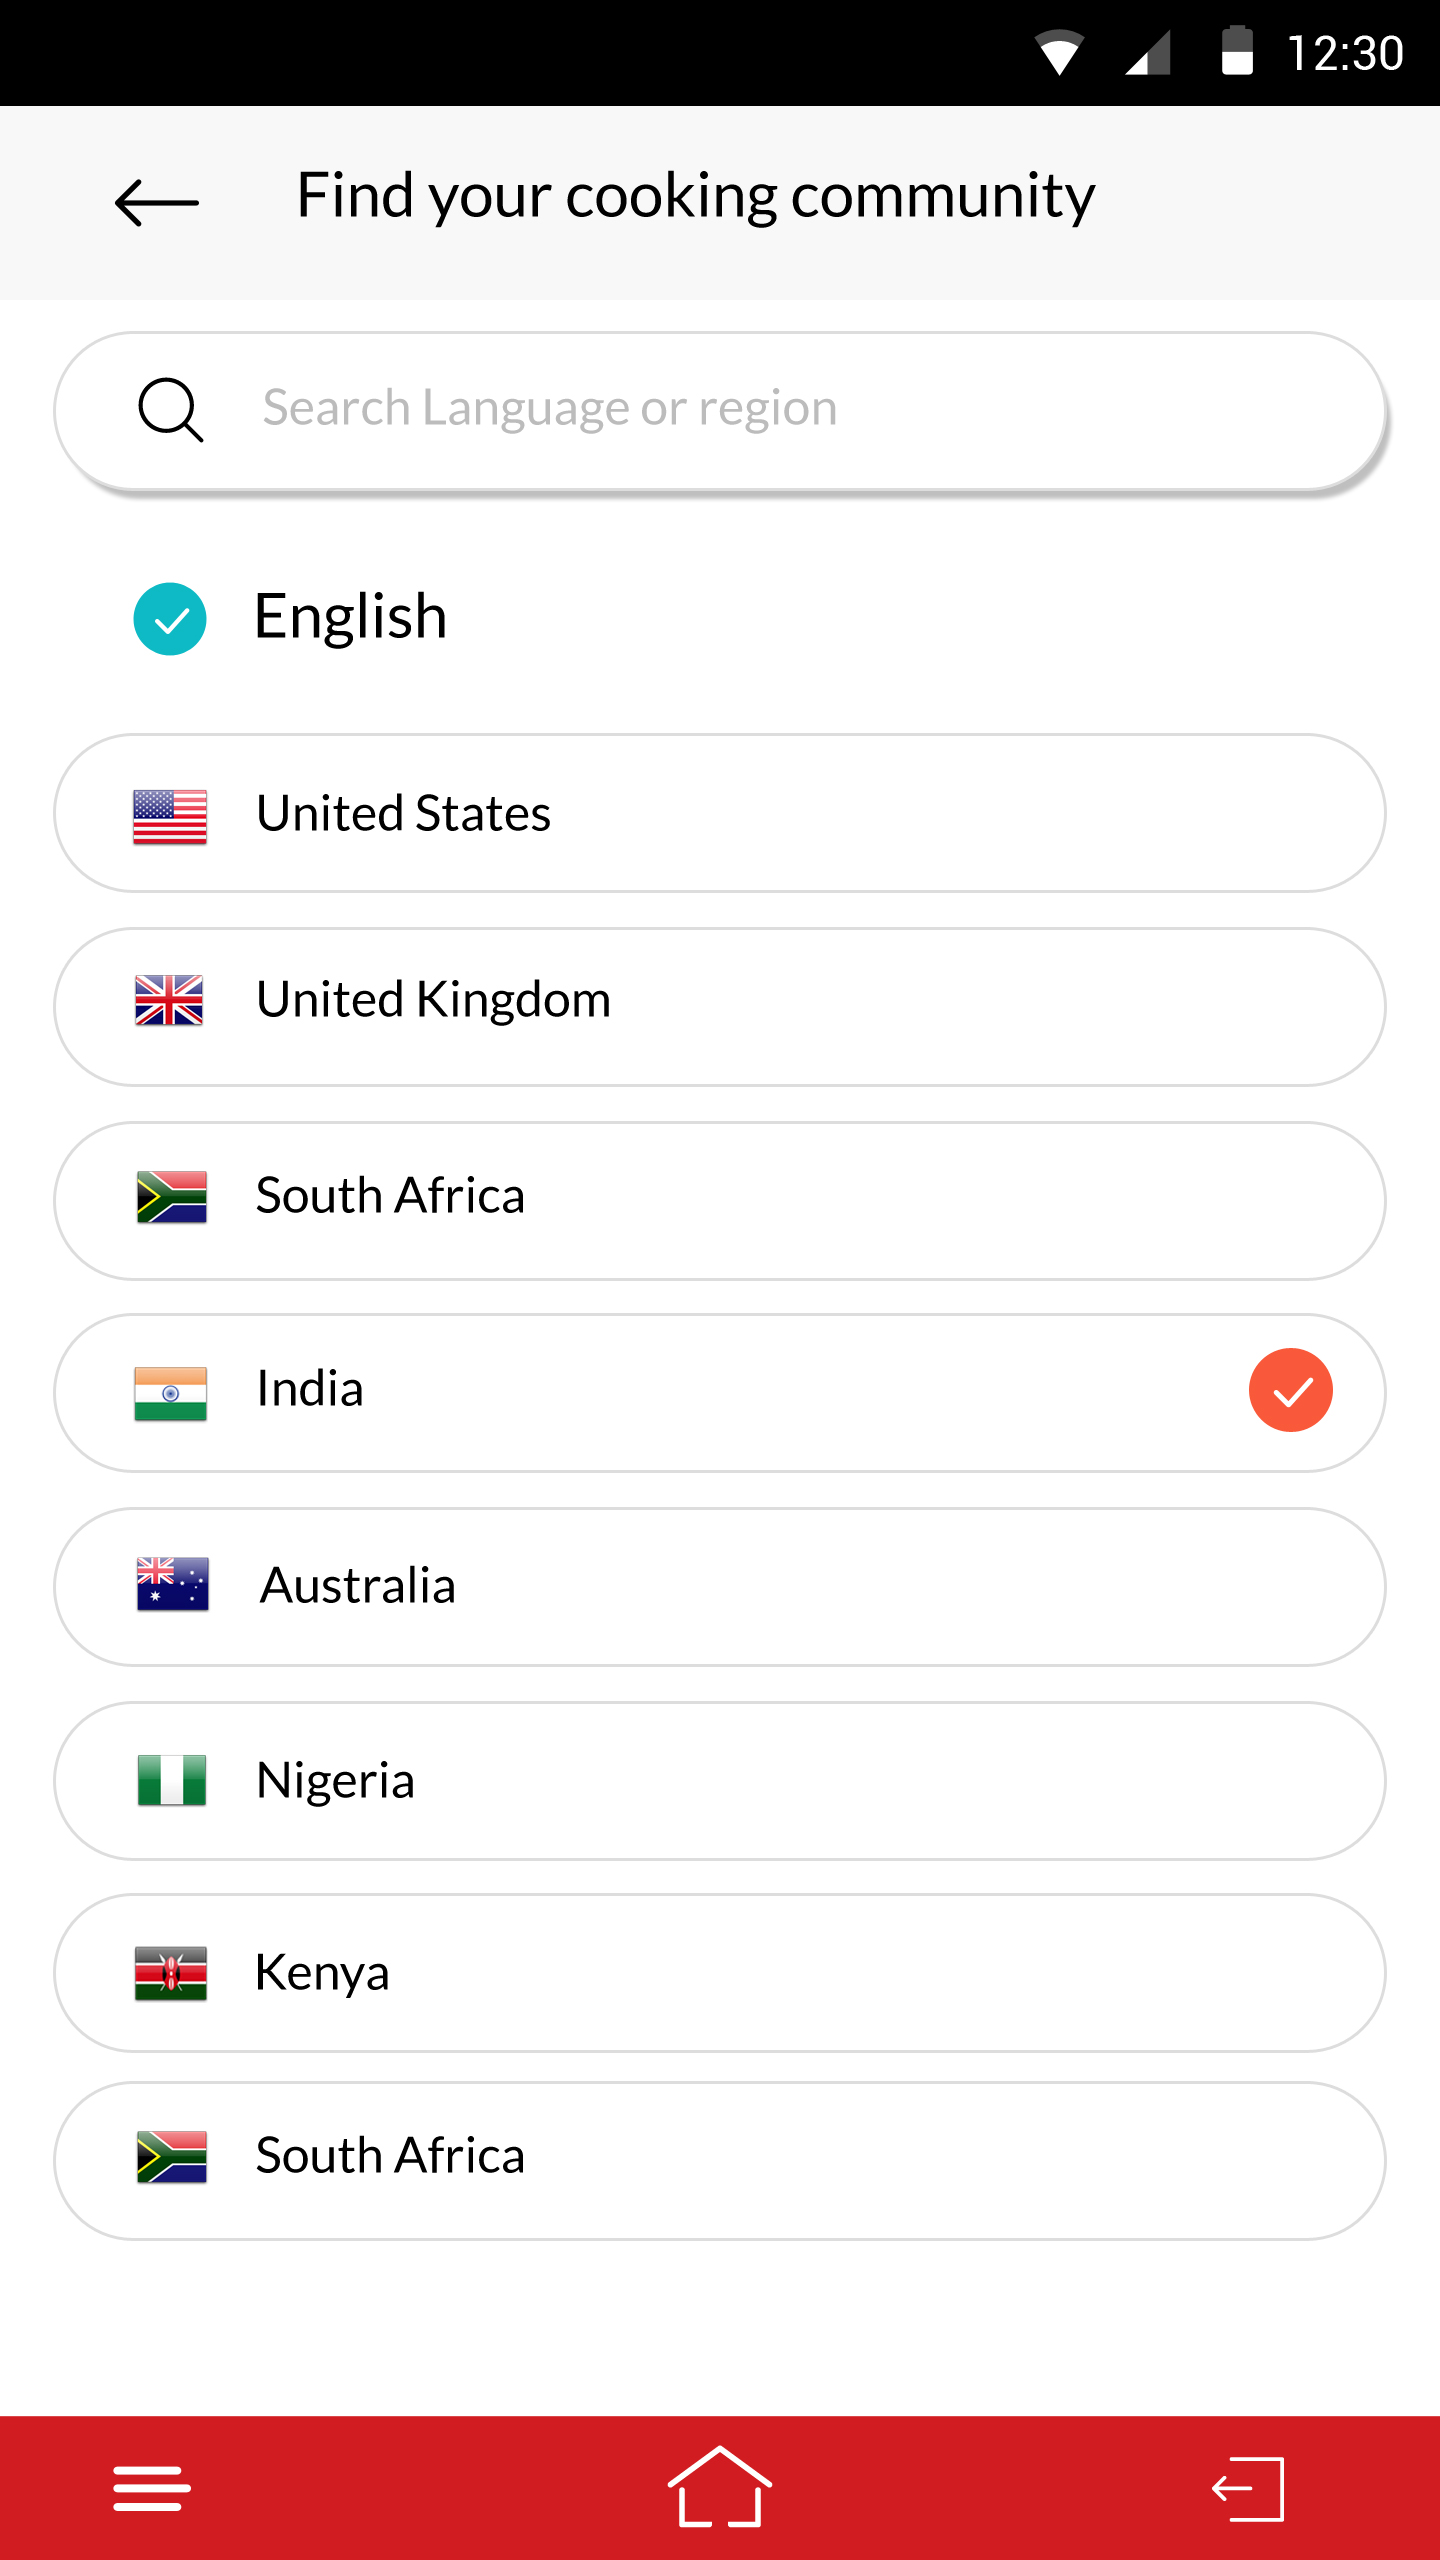 12:30
Find your cooking community
Search Language or region
English
United States
United Kingdom
South Africa
India
Australia
Nigeria
Kenya
South Africa